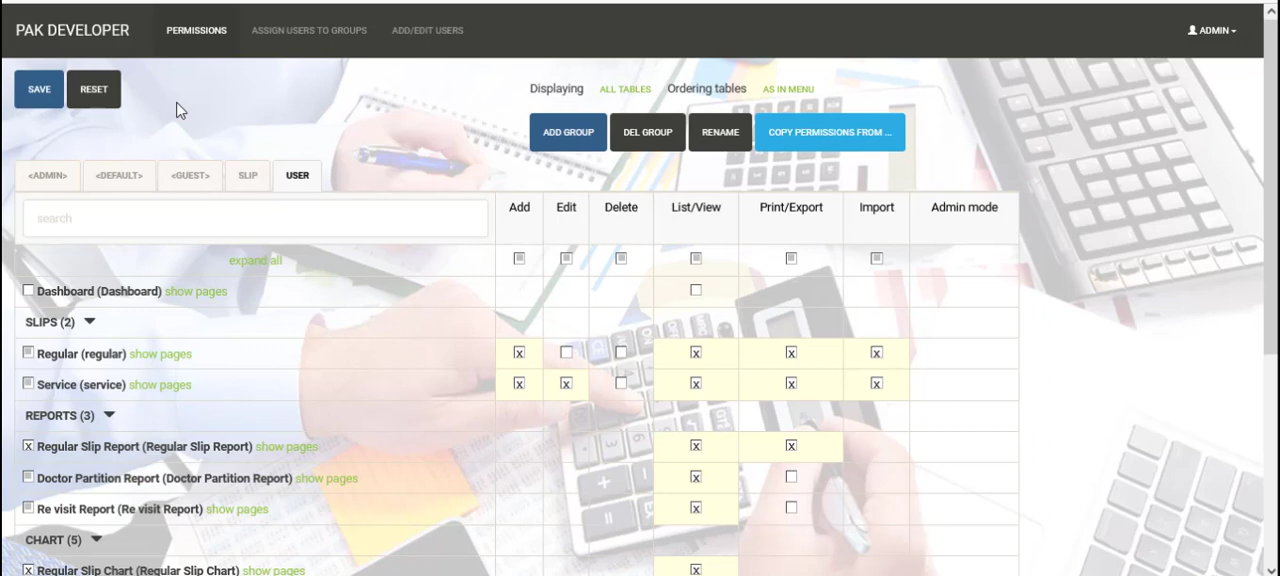 PAK DEVELOPER PERMISSIONS ASSIGN USERS TO GROUPS ADD/EDIT USERS ADMIN
SAVE RESET Displaying ALL TABLES Ordering tables AS IN MENU
ADD GROUP DEL GROUP RENAME COPY PERMISSIONS FROM ...
<ADMIN> <DEFAULT> <GUEST> SLIP USER
search Add Edit Delete List/View Print/Export Import Admin mode
expand all
Dashboard (Dashboard) show pages
SLIPS (2)
Regular (regular) show pages
Service (service) show pages
REPORTS (3)
Regular Slip Report (Regular Slip Report) show pages
Doctor Partition Report (Doctor Partition Report) show pages
Re visit Report (Re visit Report) show pages
CHART (5)
Regular Slip Chart (Regular Slip Chart) show pages